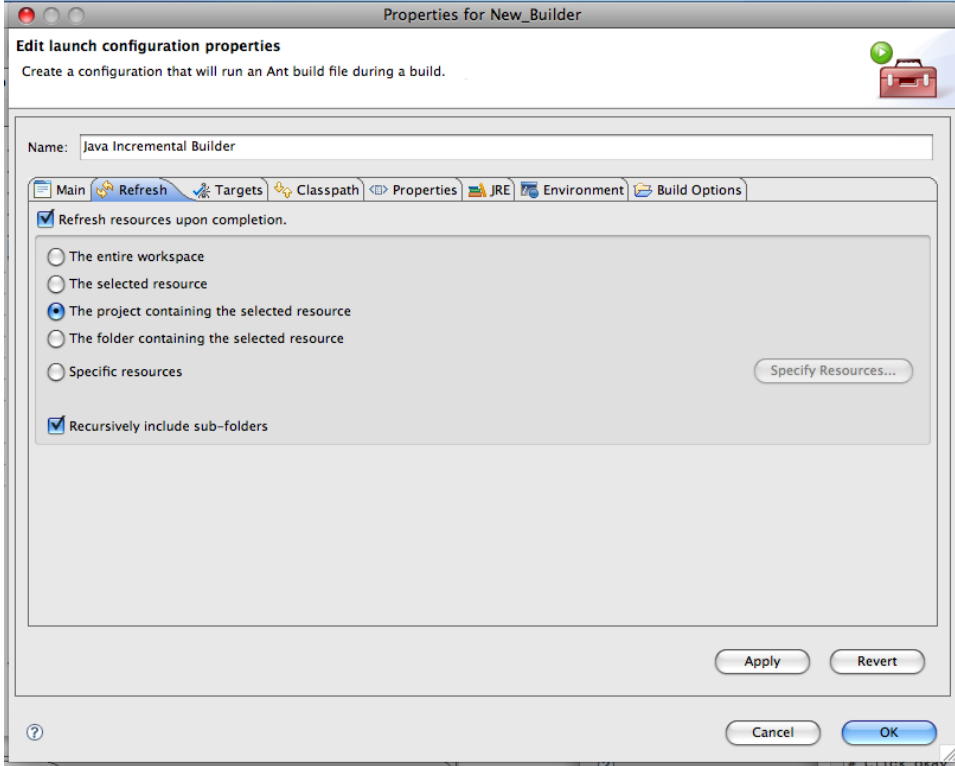 Properties for New_Builder
Edit launch configuration properties
Create a configuration that will run an Ant build file during a build.
Name: Java Incremental Builder
Main Refresh Targets Classpath Properties JRE Environment Build Options
Refresh resources upon completion.
The entire workspace
The selected resource
The project containing the selected resource
The folder containing the selected resource
Specific resources Specify Resources...
Recursively include sub-folders
Apply Revert
? Cancel OK
# Click okay